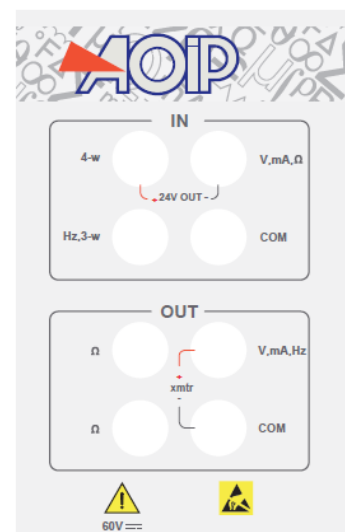 AOIP
IN
4-w V,mA,Ω
+24V OUT-
Hz,3-w COM
OUT
Ω V,mA,Hz
+
xmtr
-
Ω COM
60V